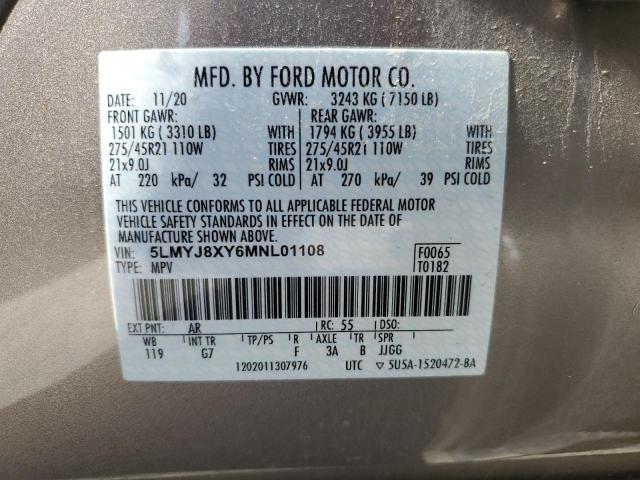 MFD. BY FORD MOTOR CO.
DATE: 11/20 GVWR: 3243 KG ( 7150 LB)
FRONT GAWR: REAR GAWR:
1501 KG ( 3310 LB) WITH 1794 KG ( 3955 LB) WITH
275/45R21 110W TIRES 275/45R21 110W TIRES
21x9.0J RIMS 21x9.0J RIMS
AT 220 kPa/ 32 PSI COLD AT 270 kPa/ 39 PSI COLD
THIS VEHICLE CONFORMS TO ALL APPLICABLE FEDERAL MOTOR
VEHICLE SAFETY STANDARDS IN EFFECT ON THE DATE OF
MANUFACTURE SHOWN ABOVE.
VIN: 5LMYJ8XY6MNL01108 F0065
TYPE: MPV T0182
EXT PNT: AR RC: 55 DSO:
WB INT TR TP/PS R AXLE TR SPR
119 G7 F 3A B JJGG
1202011307976 UTC ▽ 5U5A-1520472-BA